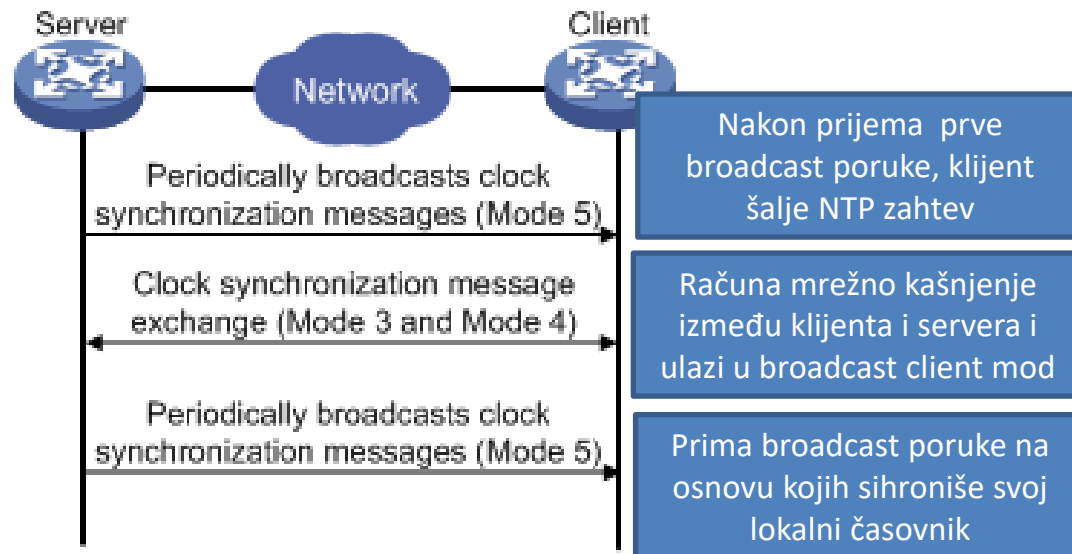 Server
Client
Network
Periodically broadcasts clock
synchronization messages (Mode 5)
Nakon prijema prve
broadcast poruke, klijent
šalje NTP zahtev
Clock synchronization message
exchange (Mode 3 and Mode 4)
Računa mrežno kašnjenje
između klijenta i servera i
ulazi u broadcast client mod
Periodically broadcasts clock
synchronization messages (Mode 5)
Prima broadcast poruke na
osnovu kojih sihroniše svoj
lokalni časovnik